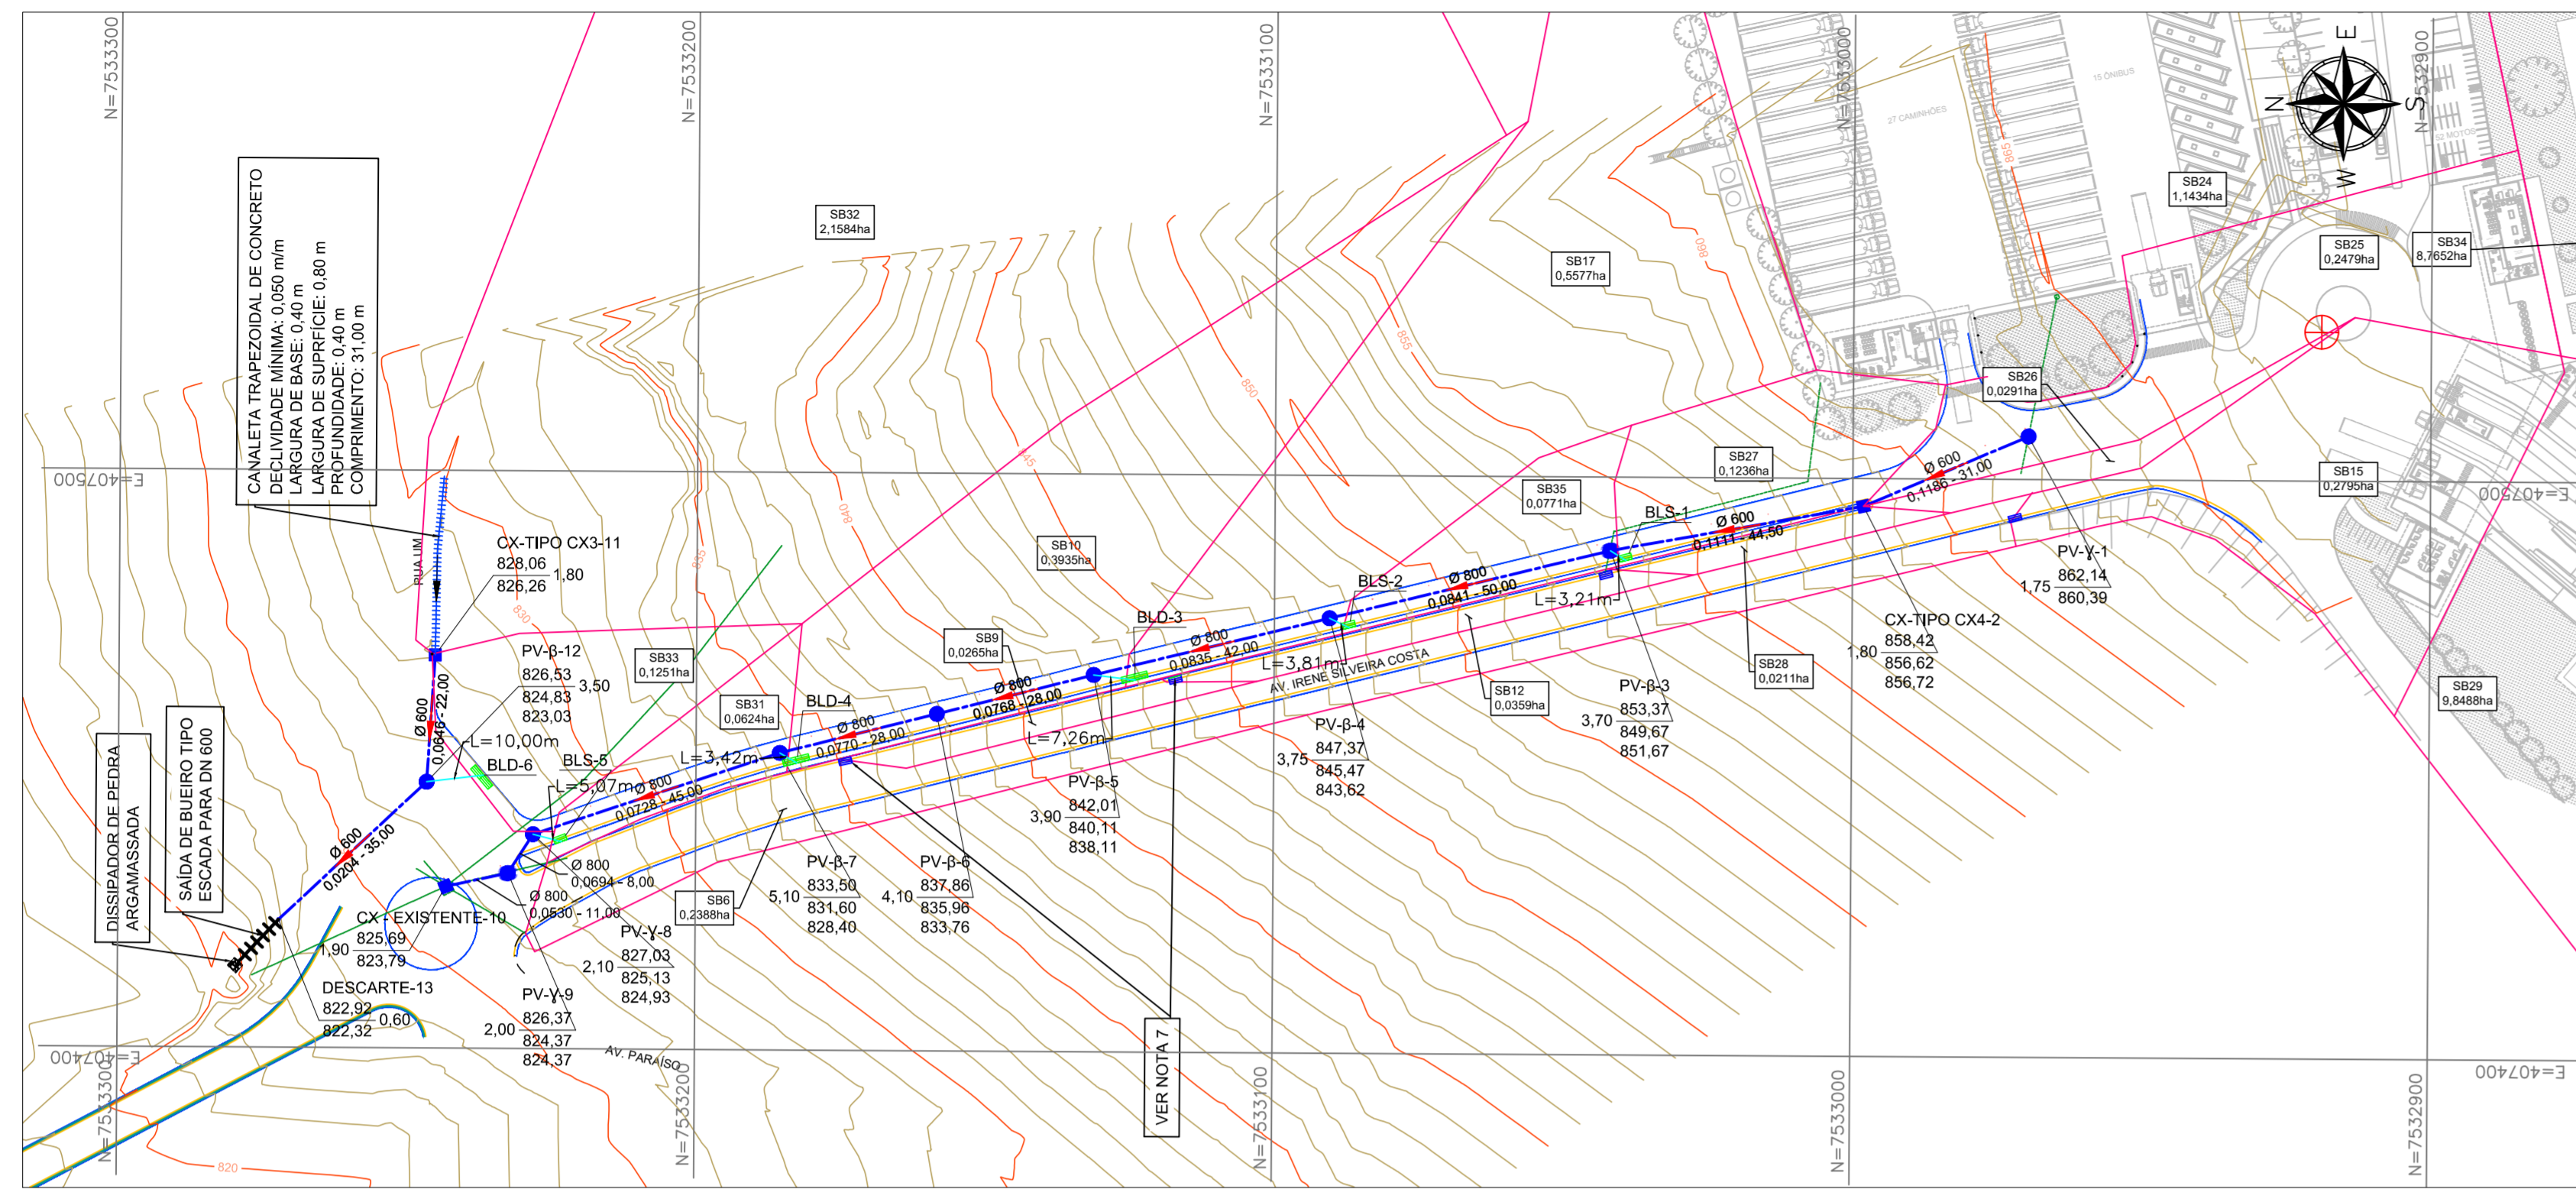 N=7533300
N=7533200
N=7533100
N=7533000
N=7532900
E
N
S
W
15 ÔNIBUS
27 CAMINHÕES
52 MOTOS
CANALETA TRAPEZOIDAL DE CONCRETO
DECLIVIDADE MÍNIMA: 0,050 m/m
LARGURA DE BASE: 0,40 m
LARGURA DE SUPRFÍCIE: 0,80 m
PROFUNDIDADE: 0,40 m
COMPRIMENTO: 31,00 m
SB32
2,1584ha
SB17
0,5577ha
SB24
1,1434ha
SB25
0,2479ha
SB34
8,7652ha
SB26
0,0291ha
SB27
0,1236ha
SB35
0,0771ha
SB15
0,2795ha
SB10
0,3935ha
SB9
0,0265ha
SB33
0,1251ha
SB31
0,0624ha
SB12
0,0359ha
SB28
0,0211ha
SB29
9,8488ha
SB6
0,2388ha
865
860
855
850
845
840
835
830
820
E=407500
E=407500
PUA UM
CX-TIPO CX3-11
828,06
826,26
1,80
PV-β-12
826,53
824,83
823,03
3,50
Ø 600
0,0646 - 22,00
L=10,00m
BLD-6
BLS-5
L=5,07m
Ø 800
0,0728 - 45,00
L=3,42m
BLD-4
Ø 800
0,0770 - 28,00
Ø 800
0,0768 - 28,00
BLD-3
L=7,26m
Ø 800
0,0835 - 42,00
BLS-2
L=3,81m
Ø 800
0,0841 - 50,00
BLS-1
L=3,21m
Ø 600
0,1111 - 44,50
Ø 600
0,1186 - 31,00
AV. IRENE SILVEIRA COSTA
PV-Y-1
862,14
860,39
1,75
CX-TIPO CX4-2
858,42
856,62
856,72
1,80
PV-β-3
853,37
849,67
851,67
3,70
PV-β-4
847,37
845,47
843,62
3,75
PV-β-5
842,01
840,11
838,11
3,90
PV-β-6
837,86
835,96
833,76
4,10
PV-β-7
833,50
831,60
828,40
5,10
PV-Y-8
827,03
825,13
824,93
2,10
PV-Y-9
826,37
824,37
824,37
2,00
Ø 800
0,0694 - 8,00
Ø 800
0,0530 - 11,00
CX - EXISTENTE-10
825,69
823,79
1,90
Ø 600
0,0204 - 35,00
DESCARTE-13
822,92
822,32
0,60
DISSIPADOR DE PEDRA
ARGAMASSADA
SAÍDA DE BUEIRO TIPO
ESCADA PARA DN 600
AV. PARAÍSO
VER NOTA 7
E=407400
E=407400
N=7533300
N=7533200
N=7533100
N=7533000
N=7532900